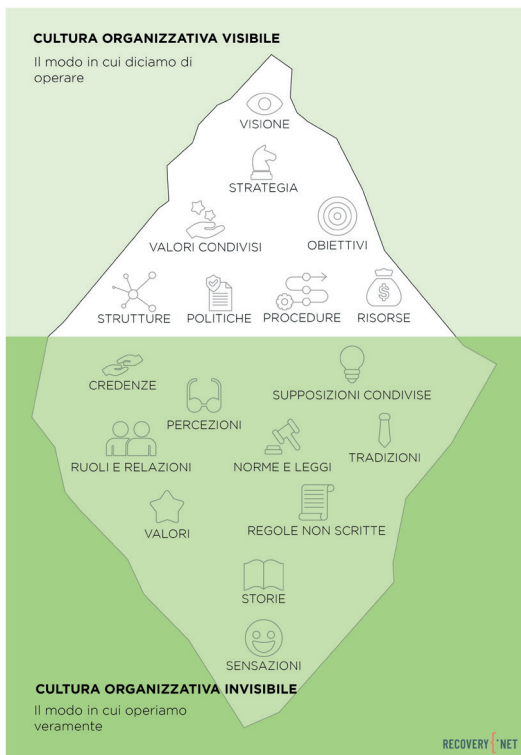 CULTURA ORGANIZZATIVA VISIBILE
Il modo in cui diciamo di
operare
VISIONE
STRATEGIA
VALORI CONDIVISI
OBIETTIVI
STRUTTURE
POLITICHE
PROCEDURE
RISORSE
CREDENZE
SUPPOSIZIONI CONDIVISE
PERCEZIONI
RUOLI E RELAZIONI
NORME E LEGGI
TRADIZIONI
VALORI
REGOLE NON SCRITTE
STORIE
SENSAZIONI
CULTURA ORGANIZZATIVA INVISIBILE
Il modo in cui operiamo
veramente
RECOVERY NET